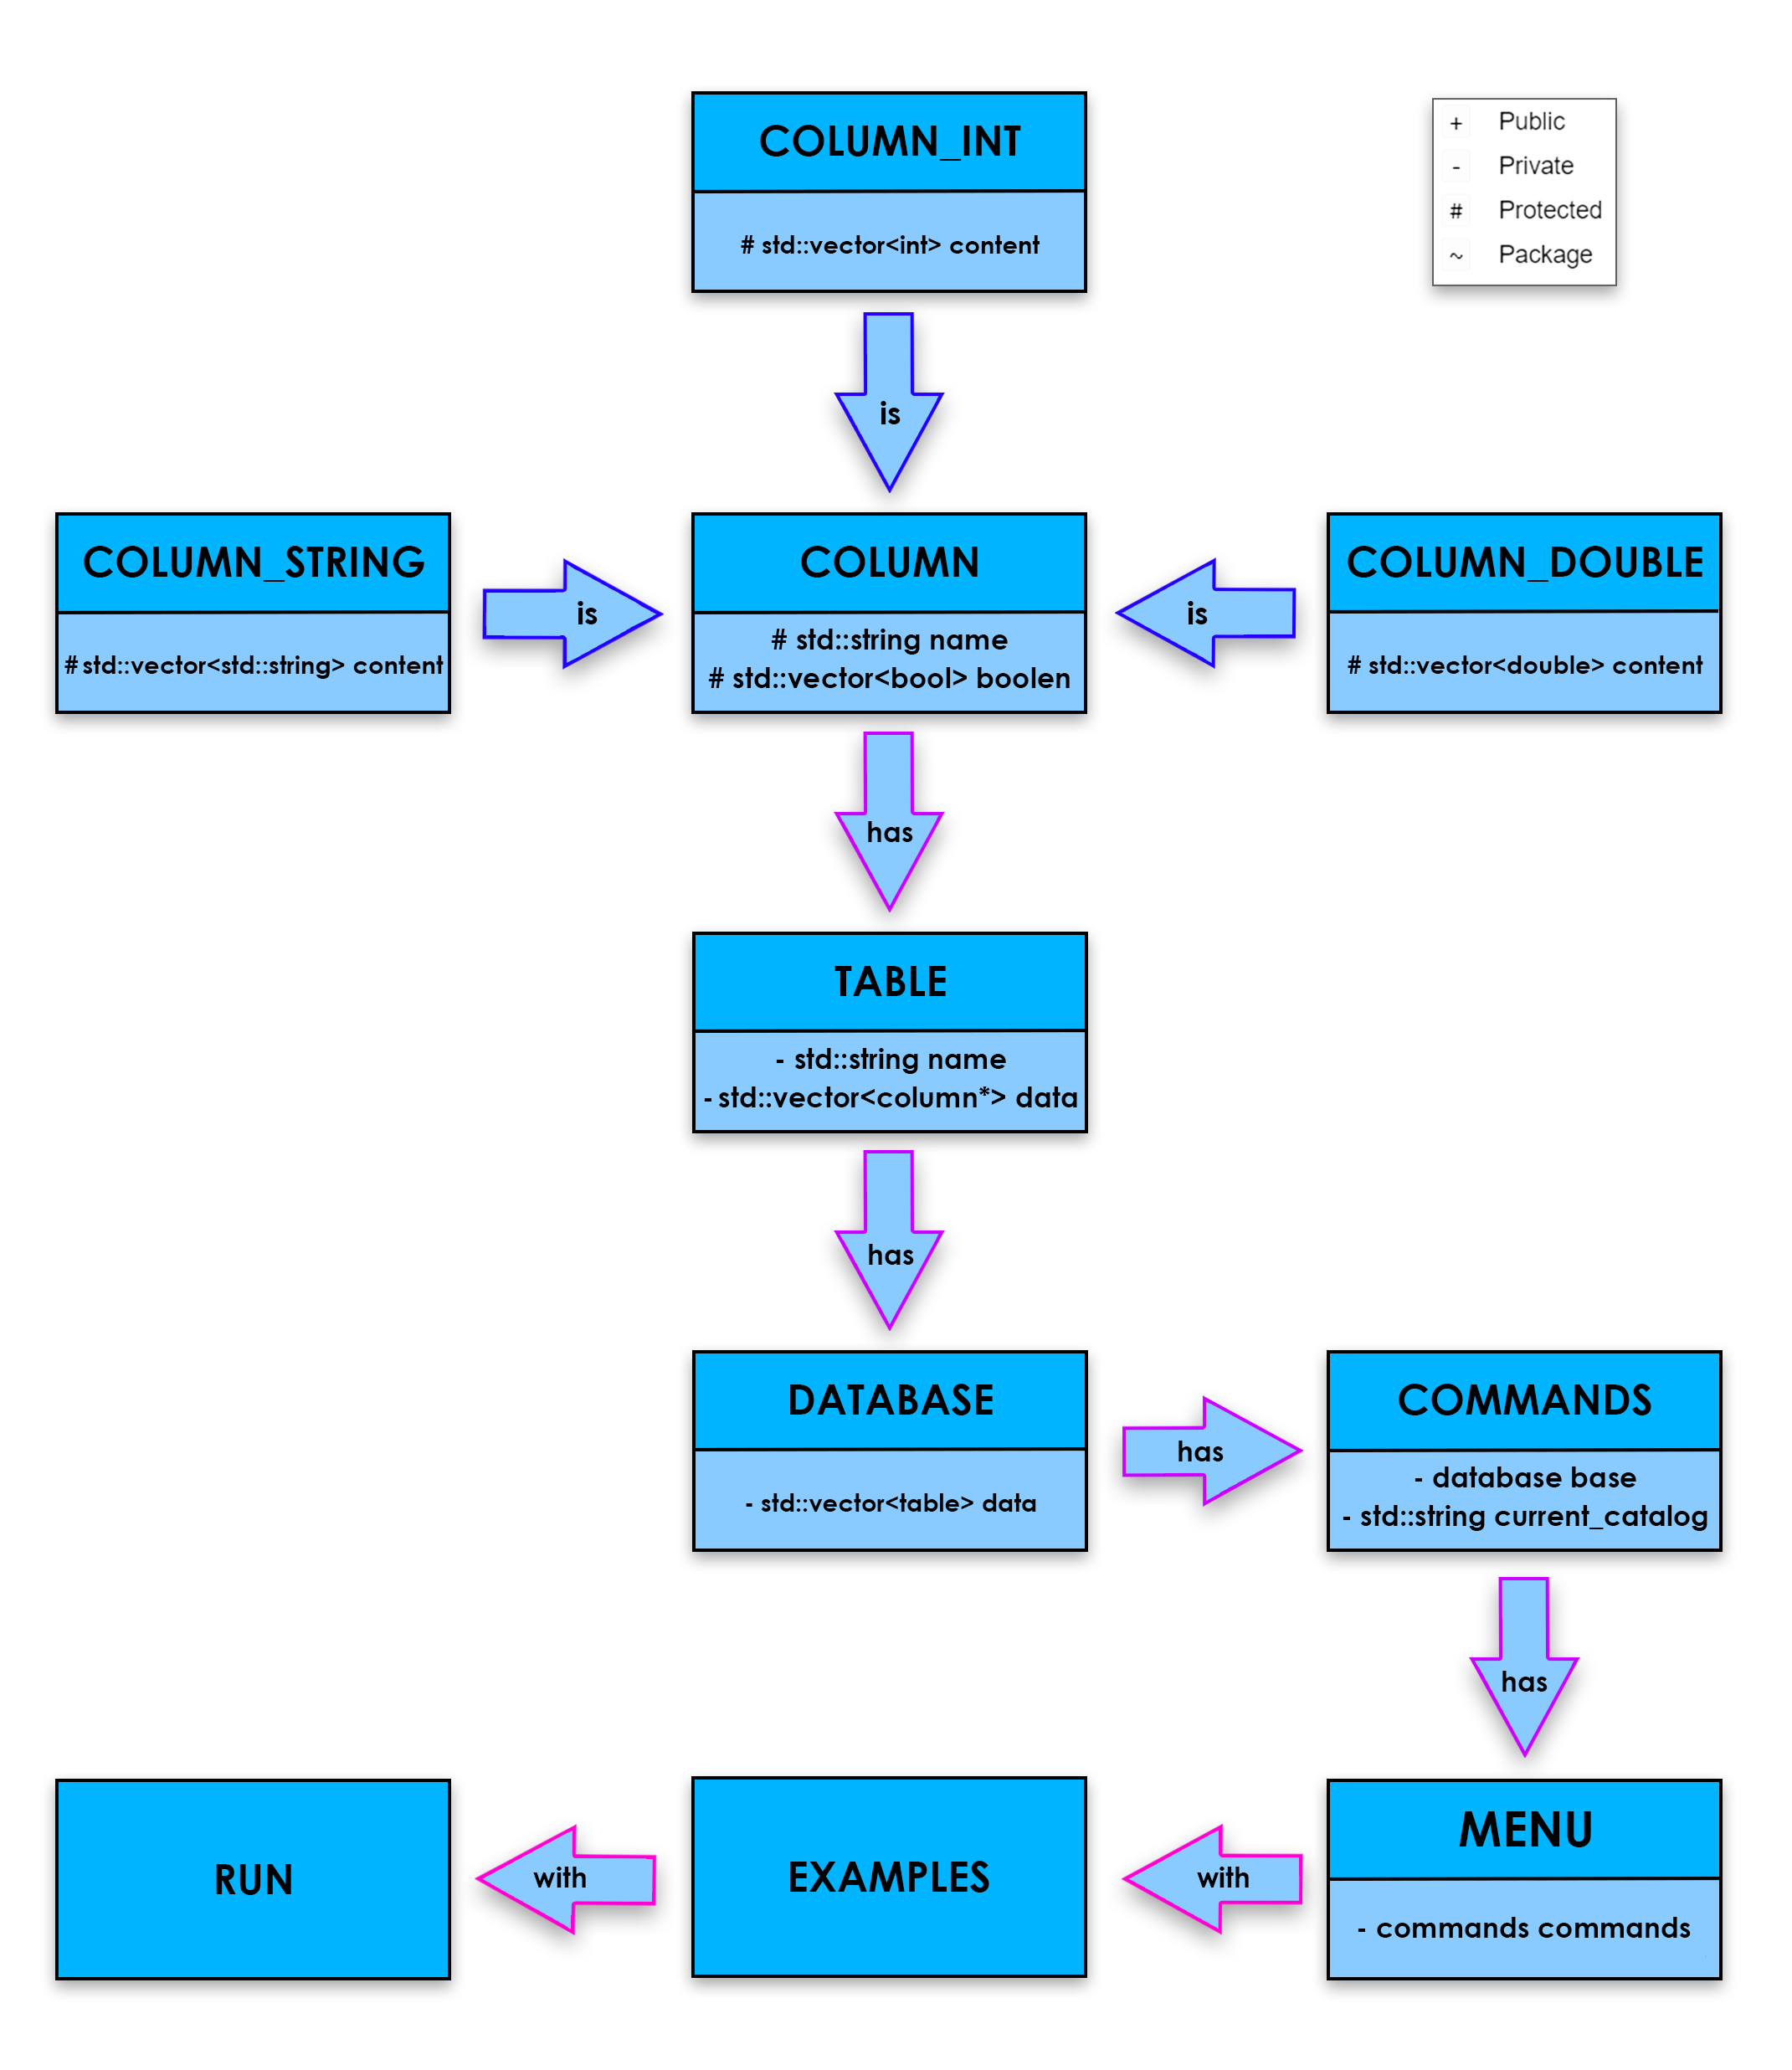 COLUMN_INT
# std::vector<int> content
+ Public
- Private
# Protected
~ Package
is
COLUMN_STRING
# std::vector<std::string> content
is
COLUMN
# std::string name
# std::vector<bool> boolen
is
COLUMN_DOUBLE
# std::vector<double> content
has
TABLE
- std::string name
- std::vector<column*> data
has
DATABASE
- std::vector<table> data
has
COMMANDS
- database base
- std::string current_catalog
has
RUN
with
EXAMPLES
with
MENU
- commands commands